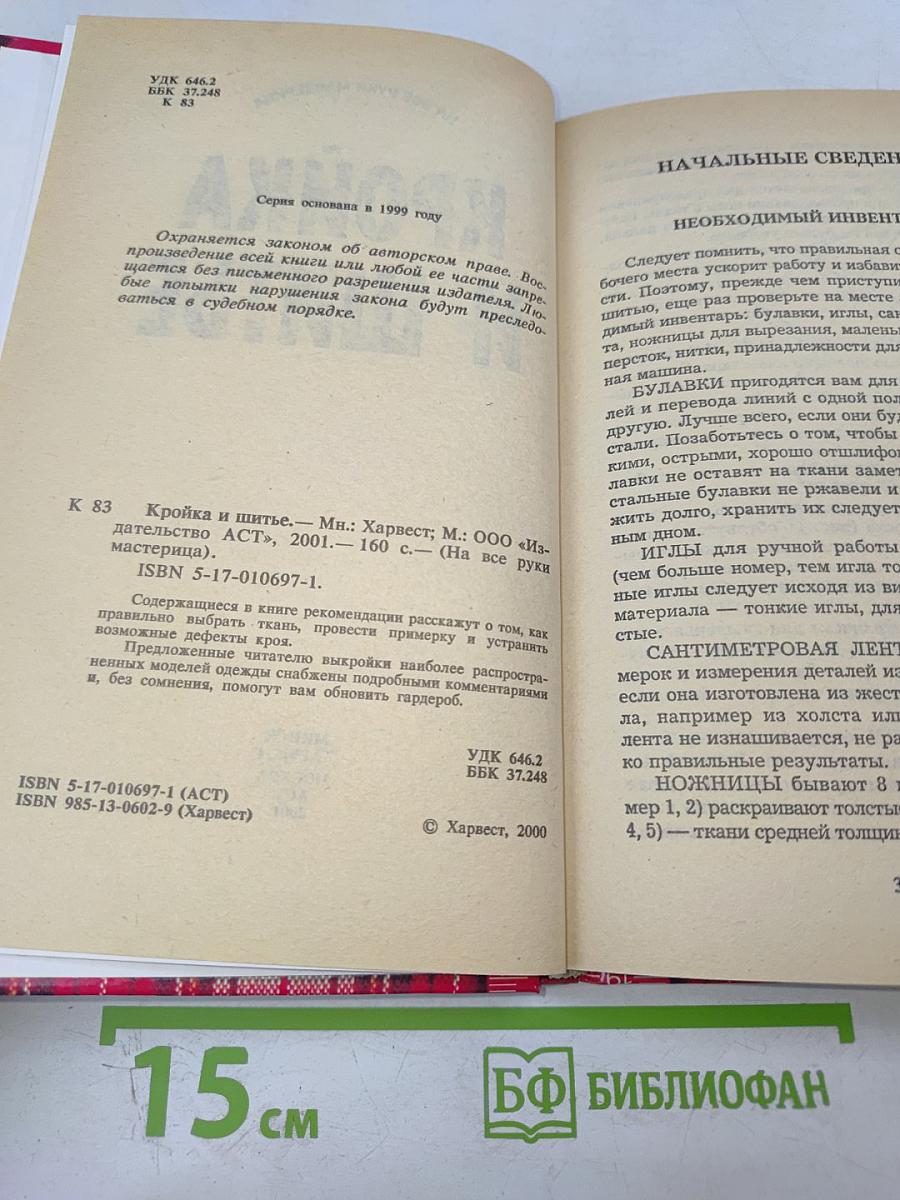 УДК 646.2
ББК 37.248
К 83
Серия основана в 1999 году
Охраняется законом об авторском праве. Вос-
произведение всей книги или любой ее части запре-
щается без письменного разрешения издателя. Лю-
бые попытки нарушения закона будут преследо-
ваться в судебном порядке.
К 83 Кройка и шитье.— Мн.: Харвест; М.: ООО «Из-
дательство АСТ», 2001.— 160 с.— (На все руки
мастерица).
ISBN 5-17-010697-1.
Содержащиеся в книге рекомендации расскажут о том, как
правильно выбрать ткань, провести примерку и устранить
возможные дефекты кроя.
Предложенные читателю выкройки наиболее распростра-
ненных моделей одежды снабжены подробными комментариями
и, без сомнения, помогут вам обновить гардероб.
УДК 646.2
ББК 37.248
ISBN 5-17-010697-1 (АСТ)
ISBN 985-13-0602-9 (Харвест)
© Харвест, 2000
НАЧАЛЬНЫЕ СВЕДЕН
НЕОБХОДИМЫЙ ИНВЕНТ
Следует помнить, что правильная о
бочего места ускорит работу и избави
сти. Поэтому, прежде чем приступи
шитью, еще раз проверьте на месте
димый инвентарь: булавки, иглы, сан
та, ножницы для вырезания, малень
персток, нитки, принадлежности для
ная машина.
БУЛАВКИ пригодятся вам для
лей и перевода линий с одной пол
другую. Лучше всего, если они буд
стали. Позаботьтесь о том, чтобы
кими, острыми, хорошо отшлифо
лавки не оставят на ткани замет
стальные булавки не ржавели и
жить долго, хранить их следует
ным дном.
ИГЛЫ для ручной работы
(чем больше номер, тем игла то
ные иглы следует исходя из ви
материала — тонкие иглы, для
стые.
САНТИМЕТРОВАЯ ЛЕНТ
мерок и измерения деталей из
если она изготовлена из жест
ла, например из холста или
лента не изнашивается, не ра
ко правильные результаты.
НОЖНИЦЫ бывают 8
мер 1, 2) раскраивают толсты
4, 5) — ткани средней толщин
3
15 см
БФ БИБЛИОФАН